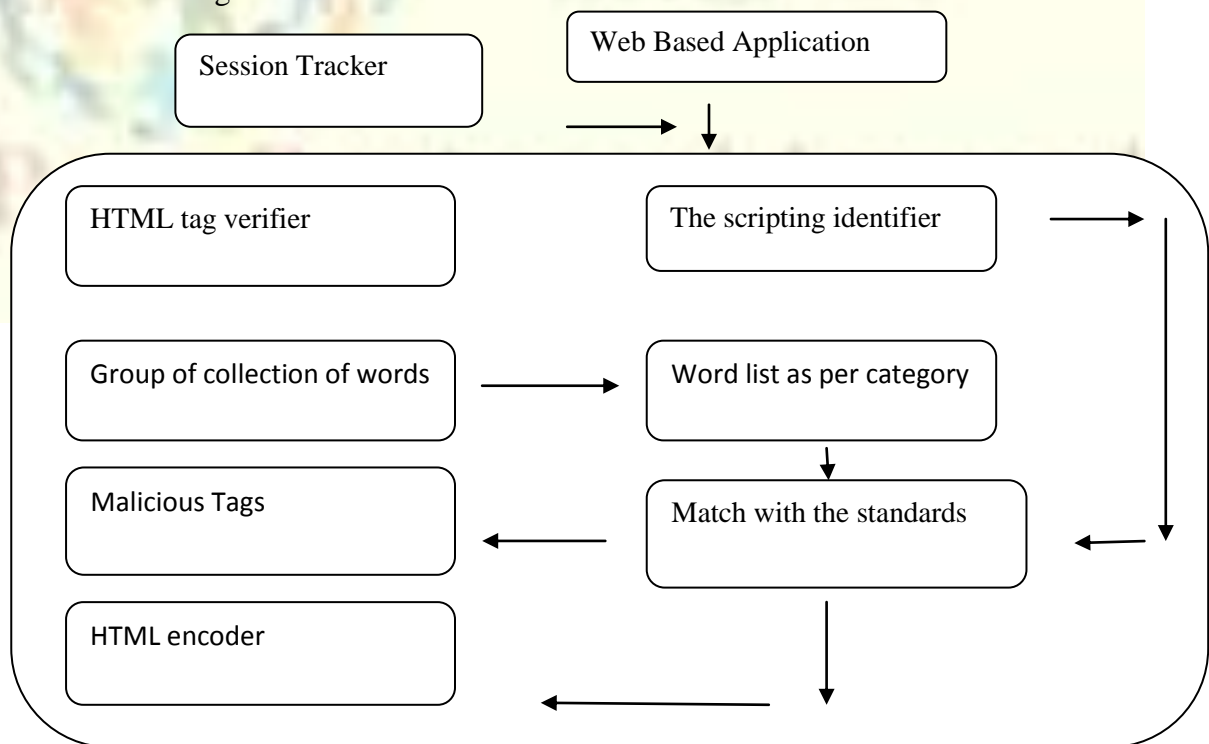 Web Based Application
Session Tracker
HTML tag verifier
The scripting identifier
Group of collection of words
Word list as per category
Malicious Tags
Match with the standards
HTML encoder